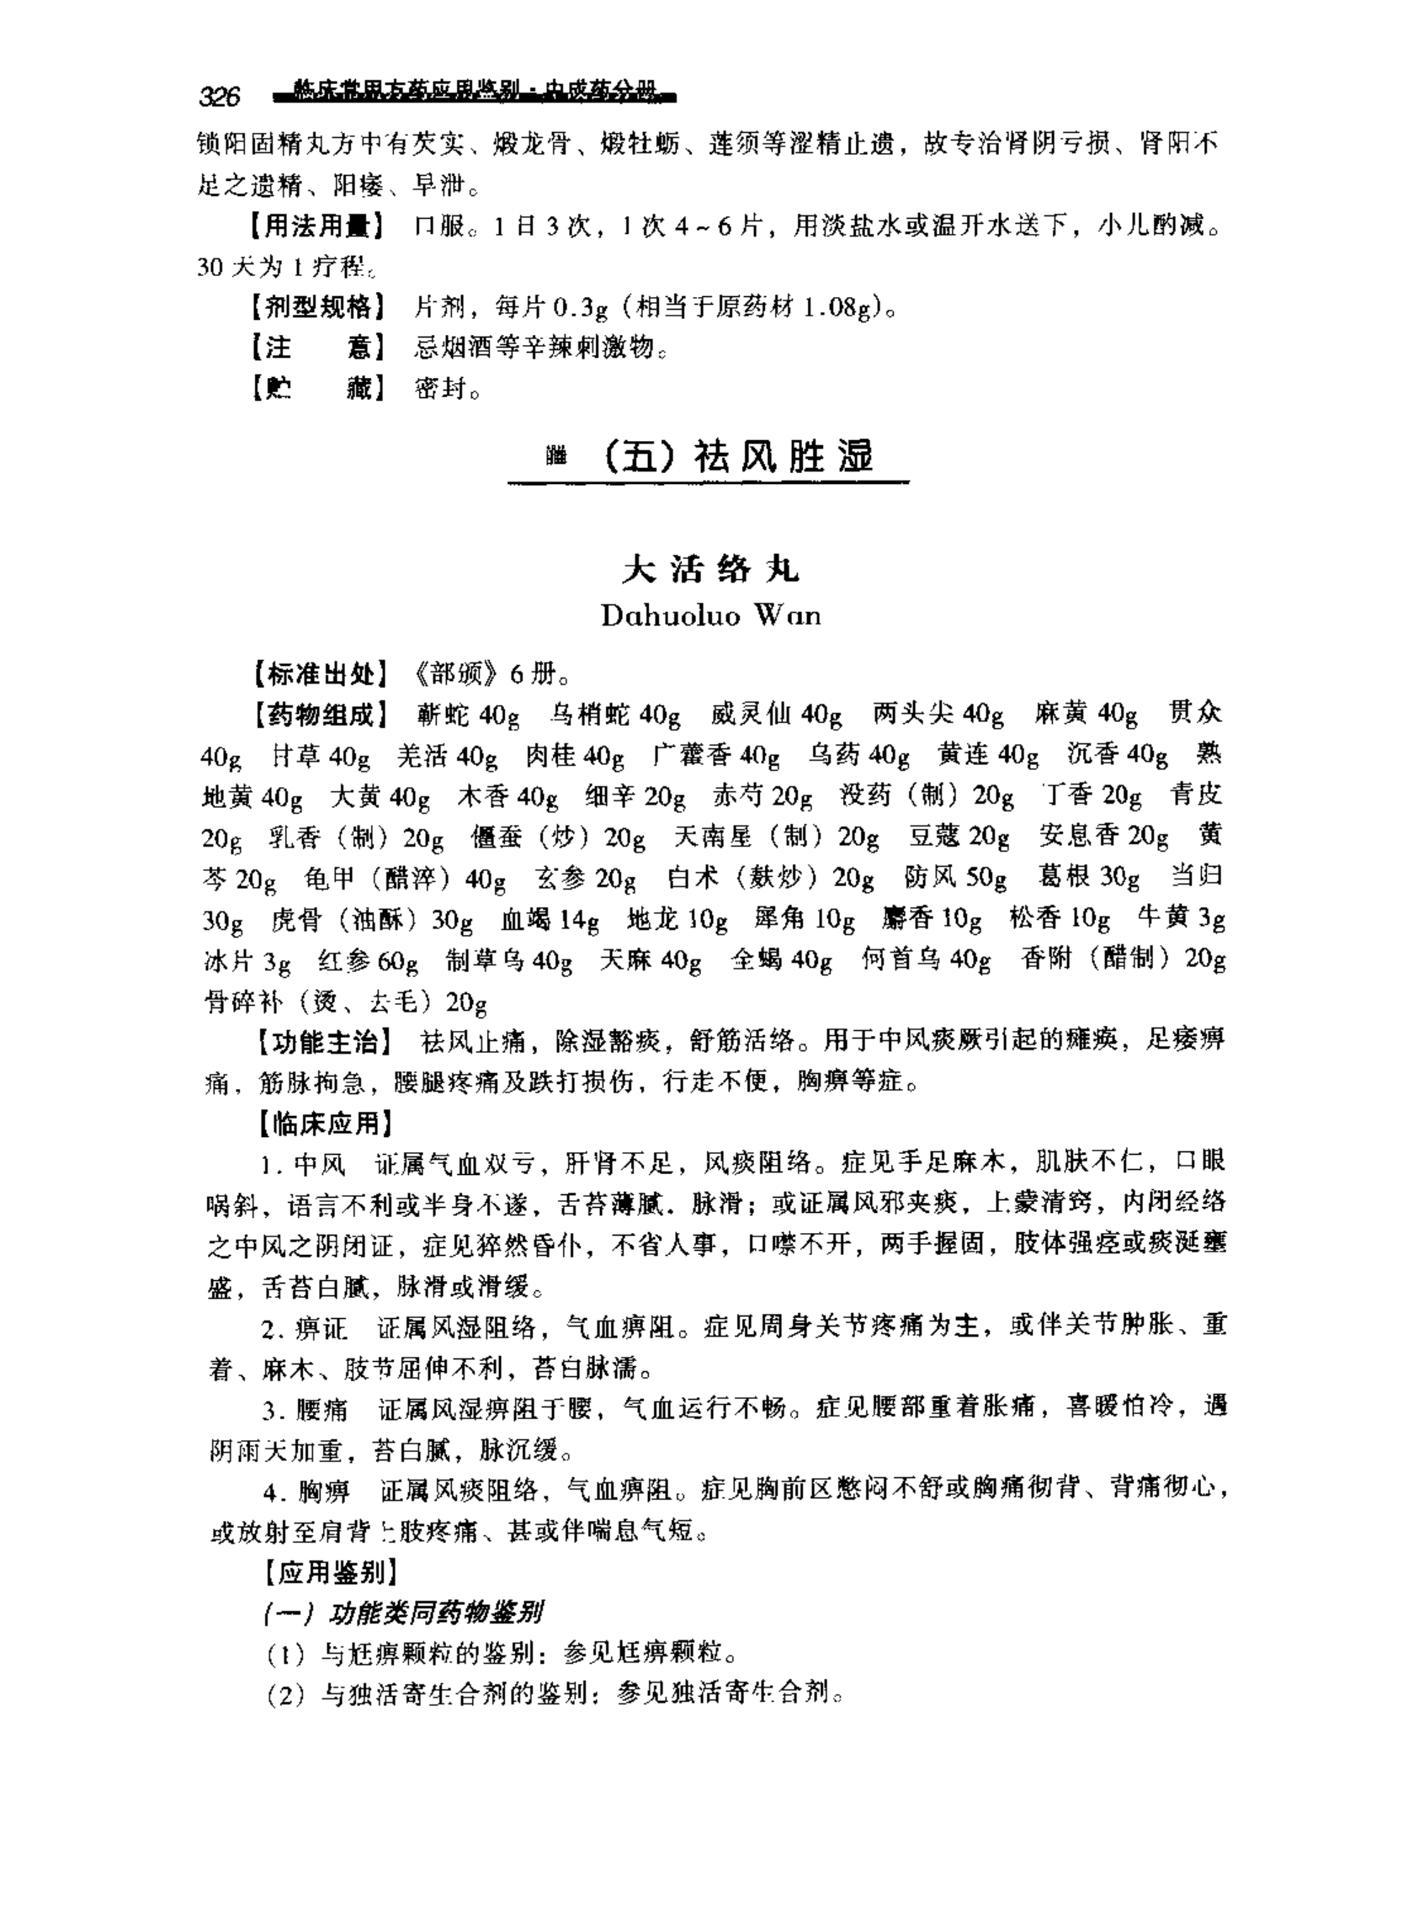 326 临床常用方药应用鉴别·中成药分册
锁阳固精丸方中有芡实、煅龙骨、煅牡蛎、莲须等涩精止遗，故专治肾阴亏损、肾阳不
足之遗精、阳痿、早泄。
【用法用量】 口服。1日3次，1次4~6片，用淡盐水或温开水送下，小儿酌减。
30天为1疗程。
【剂型规格】 片剂，每片0.3g（相当于原药材1.08g）。
【注 意】 忌烟酒等辛辣刺激物。
【贮 藏】 密封。
（五）祛风胜湿
大活络丸
Dahuoluo Wan
【标准出处】《部颁》6册。
【药物组成】 蕲蛇40g 乌梢蛇40g 威灵仙40g 两头尖40g 麻黄40g 贯众
40g 甘草40g 羌活40g 肉桂40g 广藿香40g 乌药40g 黄连40g 沉香40g 熟
地黄40g 大黄40g 木香40g 细辛20g 赤芍20g 没药（制）20g 丁香20g 青皮
20g 乳香（制）20g 僵蚕（炒）20g 天南星（制）20g 豆蔻20g 安息香20g 黄
芩20g 龟甲（醋淬）40g 玄参20g 白术（麸炒）20g 防风50g 葛根30g 当归
30g 虎骨（油酥）30g 血竭14g 地龙10g 犀角10g 麝香10g 松香10g 牛黄3g
冰片3g 红参60g 制草乌40g 天麻40g 全蝎40g 何首乌40g 香附（醋制）20g
骨碎补（烫、去毛）20g
【功能主治】 祛风止痛，除湿豁痰，舒筋活络。用于中风痰厥引起的瘫痪，足痿痹
痛，筋脉拘急，腰腿疼痛及跌打损伤，行走不便，胸痹等症。
【临床应用】
1. 中风 证属气血双亏，肝肾不足，风痰阻络。症见手足麻木，肌肤不仁，口眼
㖞斜，语言不利或半身不遂，舌苔薄腻，脉滑；或证属风邪夹痰，上蒙清窍，内闭经络
之中风之阴闭证，症见猝然昏仆，不省人事，口噤不开，两手握固，肢体强痉或痰涎壅
盛，舌苔白腻，脉滑或滑缓。
2. 痹证 证属风湿阻络，气血痹阻。症见周身关节疼痛为主，或伴关节肿胀、重
着、麻木、肢节屈伸不利，苔白脉濡。
3. 腰痛 证属风湿痹阻于腰，气血运行不畅。症见腰部重着胀痛，喜暖怕冷，遇
阴雨天加重，苔白腻，脉沉缓。
4. 胸痹 证属风痰阻络，气血痹阻。症见胸前区憋闷不舒或胸痛彻背、背痛彻心，
或放射至肩背上肢疼痛、甚或伴喘息气短。
【应用鉴别】
（一）功能类同药物鉴别
（1）与尪痹颗粒的鉴别：参见尪痹颗粒。
（2）与独活寄生合剂的鉴别：参见独活寄生合剂。